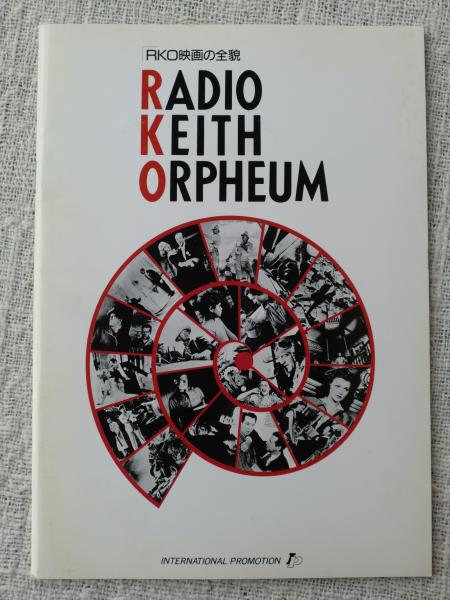 RKO映画の全貌
RADIO
KEITH
ORPHEUM
INTERNATIONAL PROMOTION